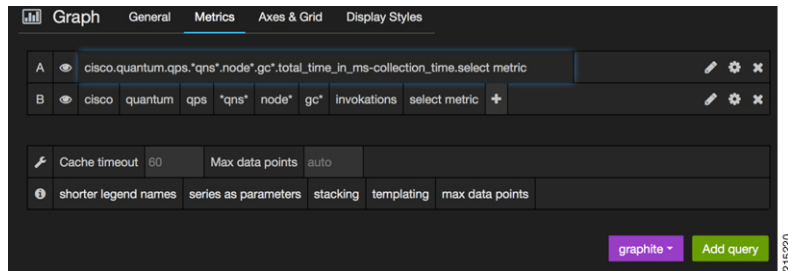 Graph General Metrics Axes & Grid Display Styles
A cisco.quantum.qps.*qns*.node*.gc*.total_time_in_ms-collection_time.select metric
B cisco quantum qps *qns* node* gc* invokations select metric +
Cache timeout 60 Max data points auto
shorter legend names series as parameters stacking templating max data points
graphite Add query
215220